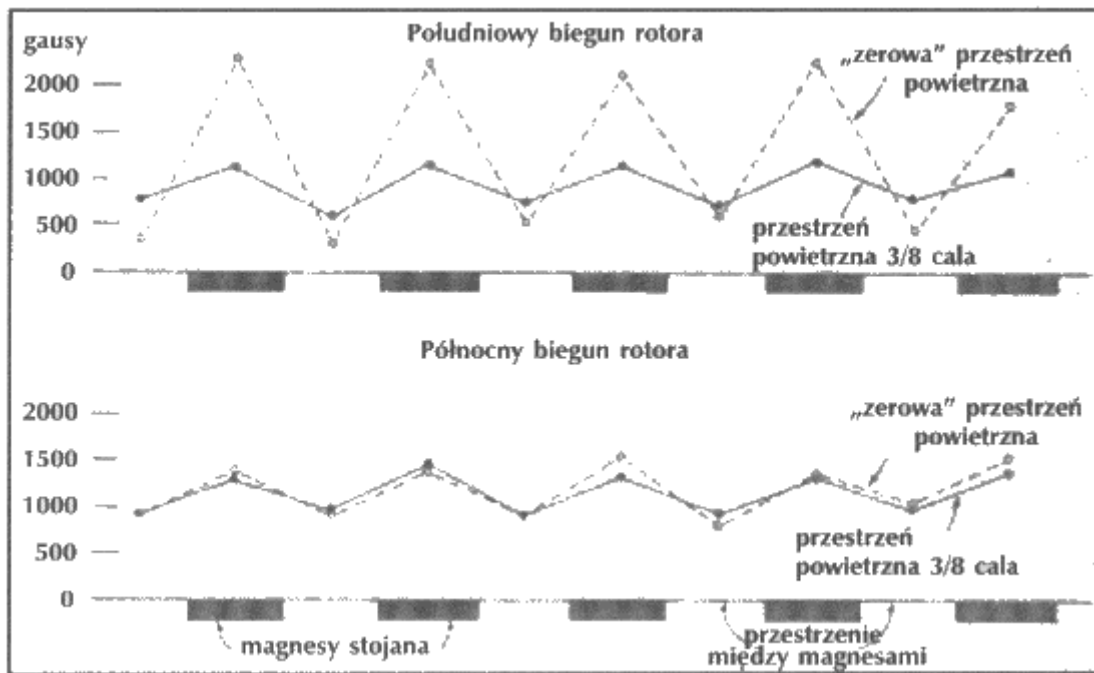 Południowy biegun rotora
gausy
„zerowa” przestrzeń
powietrzna
2000
1500
1000
500
0
przestrzeń
powietrzna 3/8 cala
Północny biegun rotora
2000
1500
1000
500
0
„zerowa” przestrzeń
powietrzna
przestrzeń
powietrzna 3/8 cala
magnesy stojana
przestrzenie
między magnesami